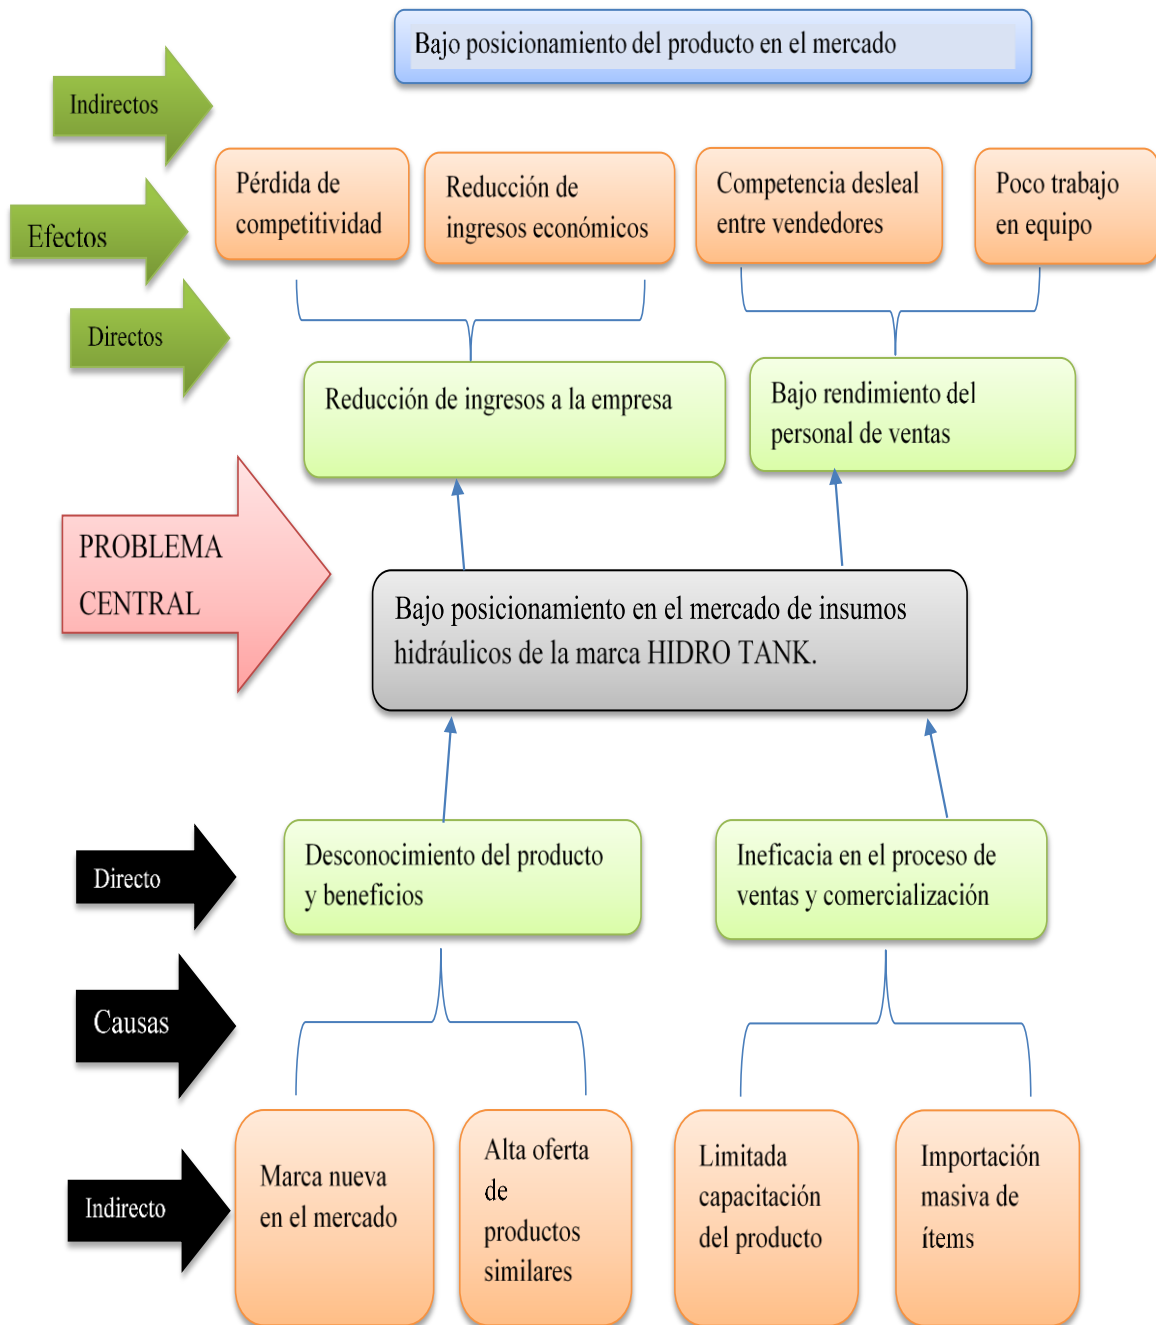 Bajo posicionamiento del producto en el mercado
Indirectos
Pérdida de
competitividad
Reducción de
ingresos económicos
Competencia desleal
entre vendedores
Poco trabajo
en equipo
Efectos
Directos
Reducción de ingresos a la empresa
Bajo rendimiento del
personal de ventas
PROBLEMA
CENTRAL
Bajo posicionamiento en el mercado de insumos
hidráulicos de la marca HIDRO TANK.
Directo
Desconocimiento del producto
y beneficios
Ineficacia en el proceso de
ventas y comercialización
Causas
Indirecto
Marca nueva
en el mercado
Alta oferta
de
productos
similares
Limitada
capacitación
del producto
Importación
masiva de
ítems